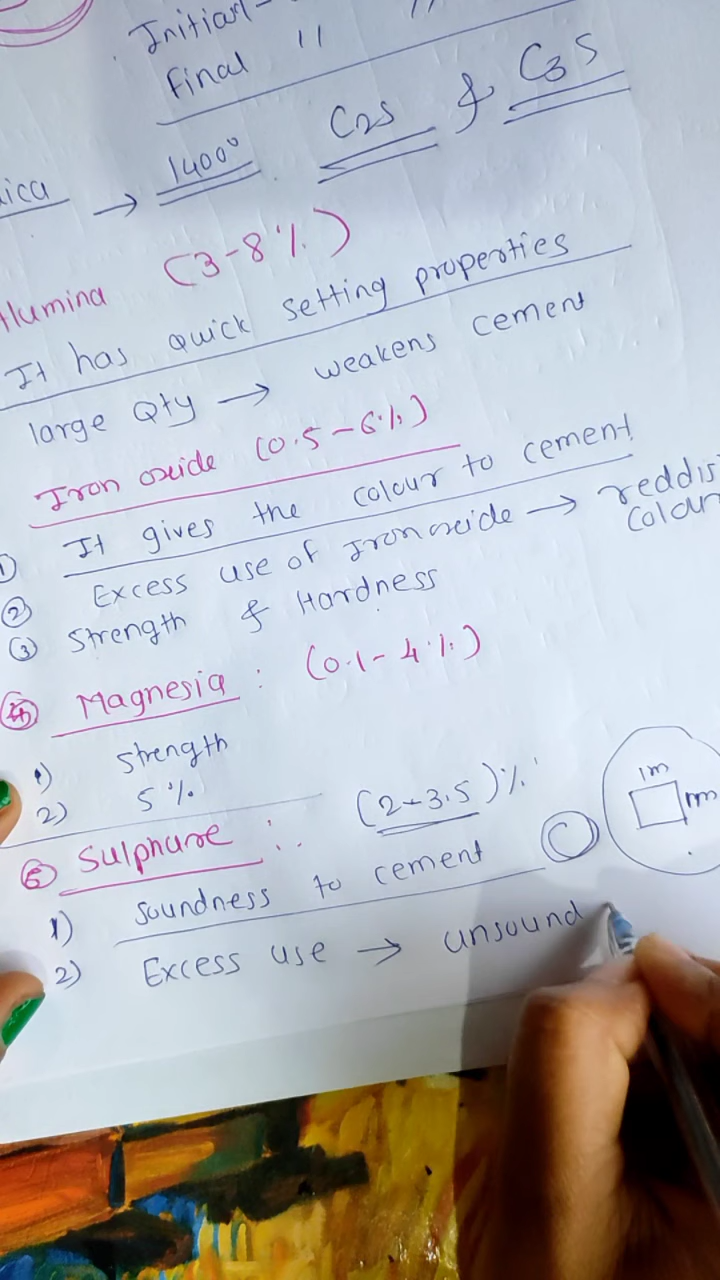 Initial-
Final " "
→ 1400° C2S & C3S
Alumina (3-8%)
It has quick setting properties
large Qty → weakens cement
Iron oxide (0.5-6%)
① It gives the colour to cement
② Excess use of Iron oxide → reddis
colour
③ Strength & Hardness
④ Magnesia : (0.1-4%)
1) Strength
2) 5%
⑤ Sulphure : (2-3.5)%
1m
1m
1) Soundness to cement
2) Excess use → unsound